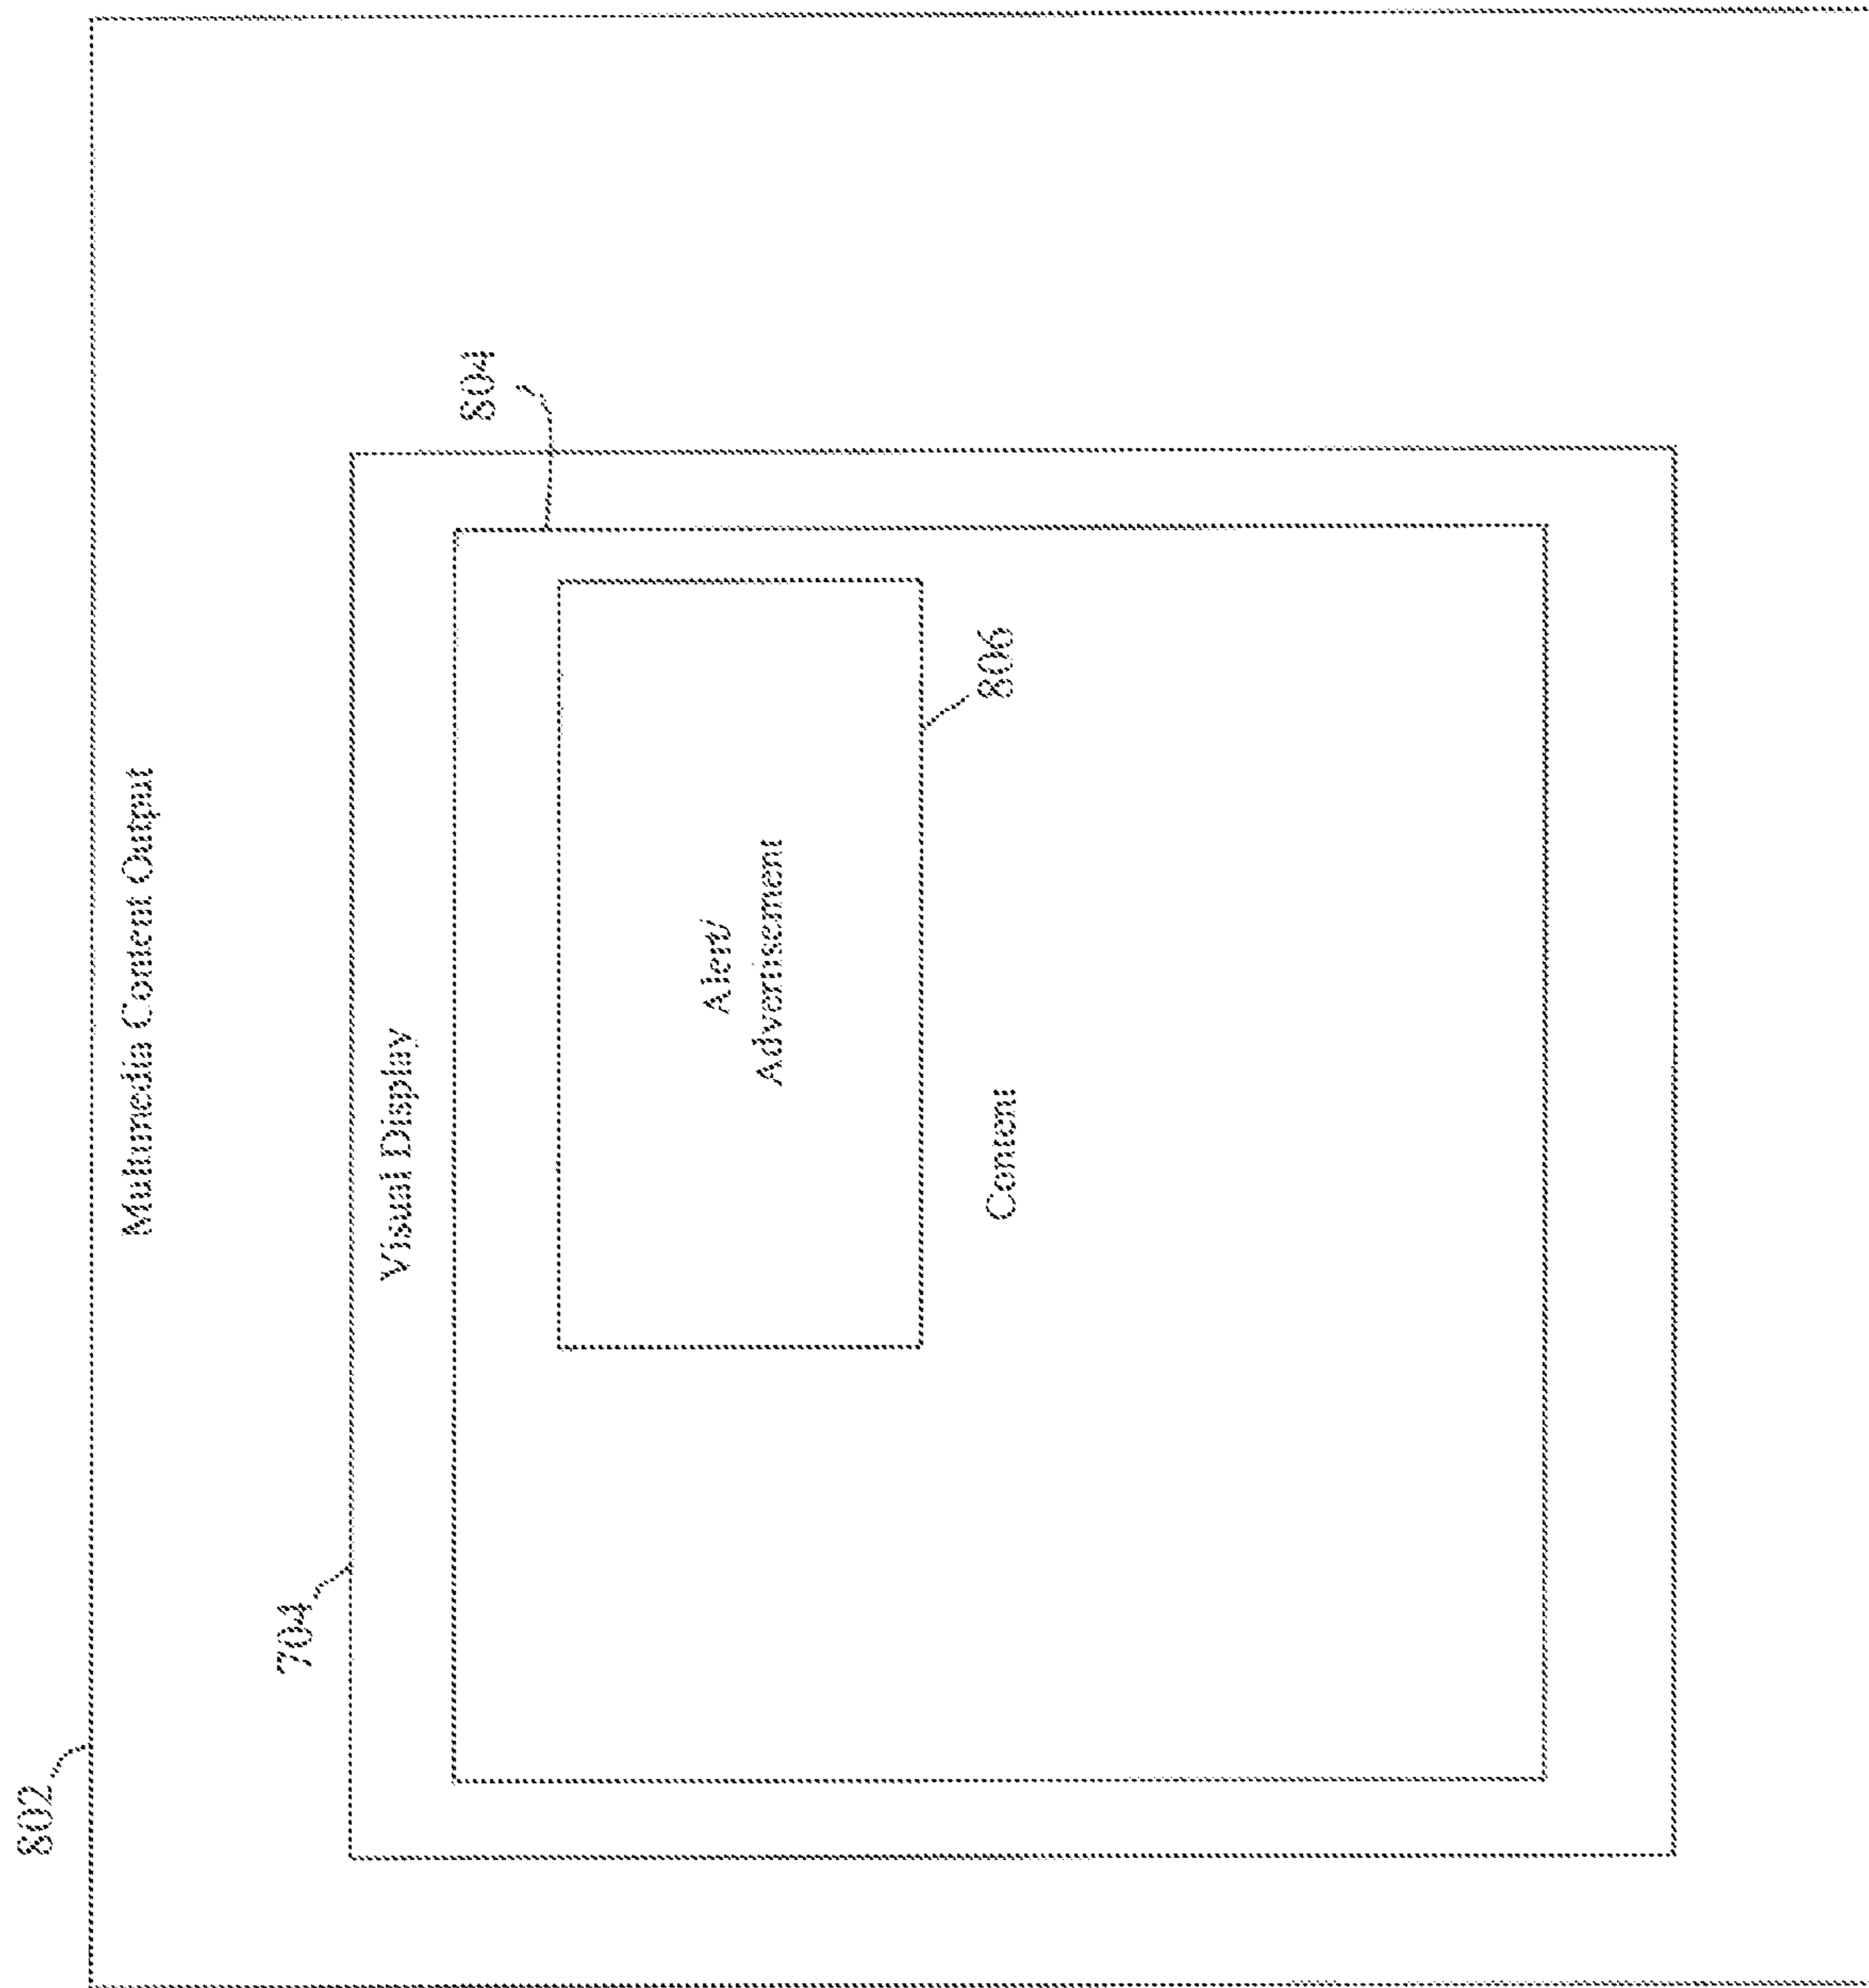 802
Multimedia Content Output
704
Visual Display
804
Alert/
Advertisement
806
Content